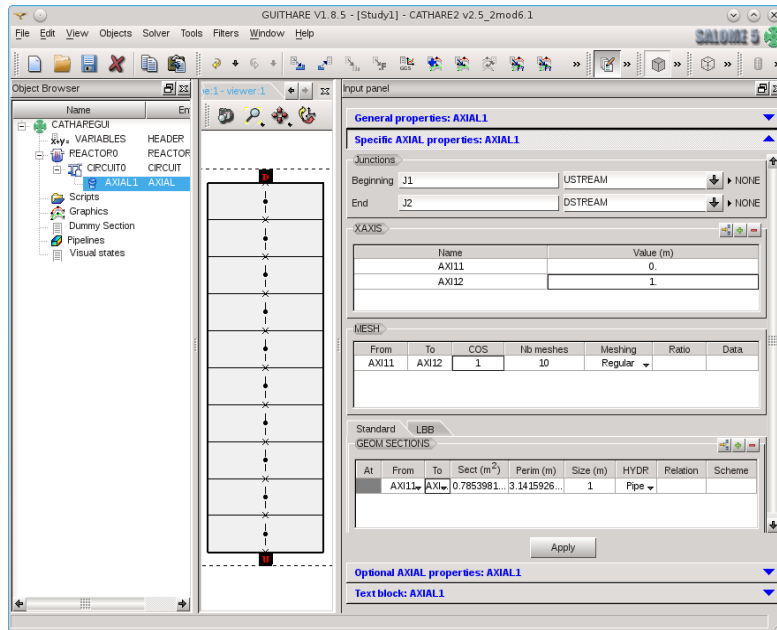 GUITHARE V1.8.5 - [Study1] - CATHARE2 v2.5_2mod6.1
File Edit View Objects Solver Tools Filters Window Help
SALOME 5
Object Browser
Name
CATHAREGUI
x+y= VARIABLES HEADER
REACTOR0 REACTOR
CIRCUIT0 CIRCUIT
AXIAL1 AXIAL
Scripts
Graphics
Dummy Section
Pipelines
Visual states
e:1 - viewer:1
U
Input panel
General properties: AXIAL1
Specific AXIAL properties: AXIAL1
Junctions
Beginning J1 USTREAM NONE
End J2 DSTREAM NONE
XAXIS
Name Value (m)
AXI11 0.
AXI12 1.
MESH
From To COS Nb meshes Meshing Ratio Data
AXI11 AXI12 1 10 Regular
Standard LBB
GEOM SECTIONS
At From To Sect (m²) Perim (m) Size (m) HYDR Relation Scheme
AXI11 AXI... 0.7853981... 3.1415926... 1 Pipe
Apply
Optional AXIAL properties: AXIAL1
Text block: AXIAL1